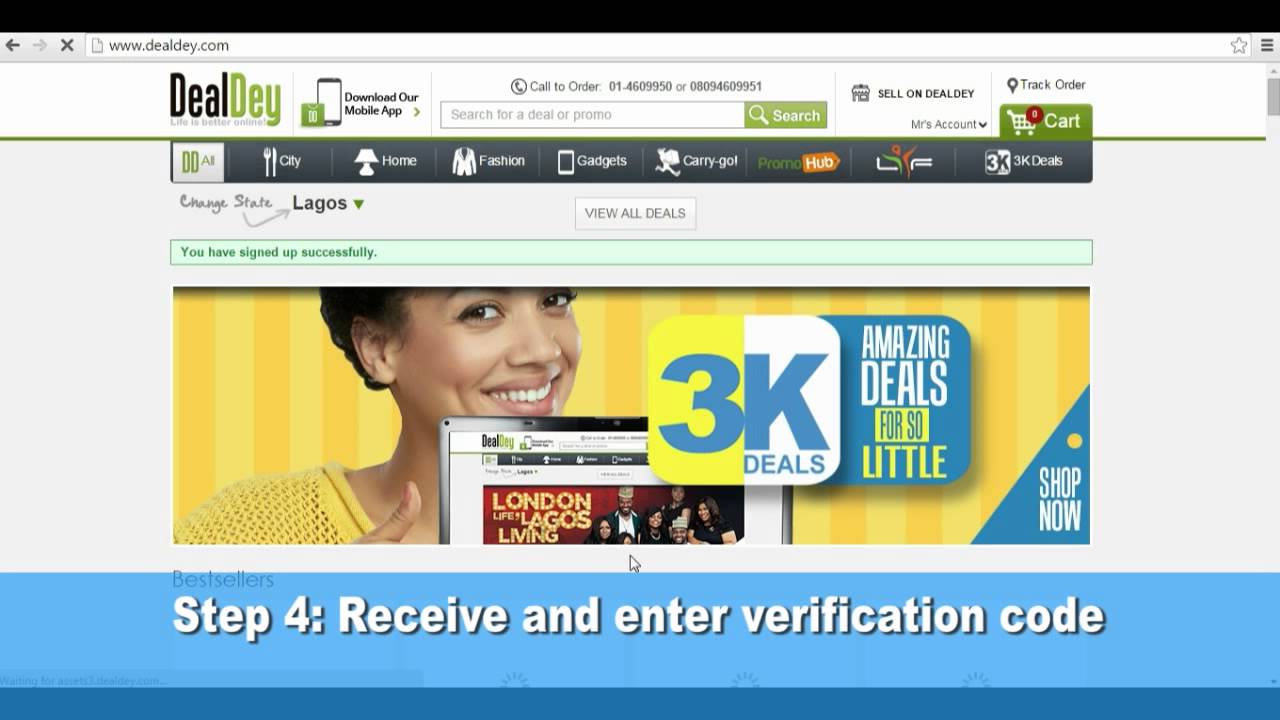 www.dealdey.com
DealDey
Life is better online!
Download Our
Mobile App
Call to Order: 01-4609950 or 08094609951
Search for a deal or promo
Search
SELL ON DEALDEY
Track Order
Mr's Account
0
Cart
DD All
City
Home
Fashion
Gadgets
Carry-go!
PromoHub
3K 3K Deals
Change State
Lagos
VIEW ALL DEALS
You have signed up successfully.
3K
DEALS
AMAZING
DEALS
FOR SO
LITTLE
SHOP
NOW
DealDey
Lagos
LONDON
LIFE, LAGOS
LIVING
Bestsellers
Step 4: Receive and enter verification code
Waiting for assets3.dealdey.com...